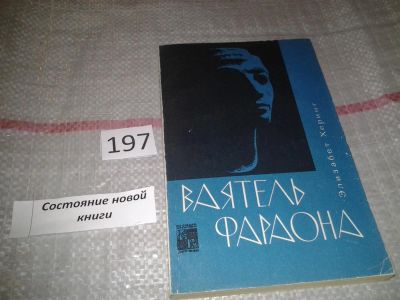 197
Состояние новой
книги
Элизабет Херинг
ВАЯТЕЛЬ
ФАРАОНА